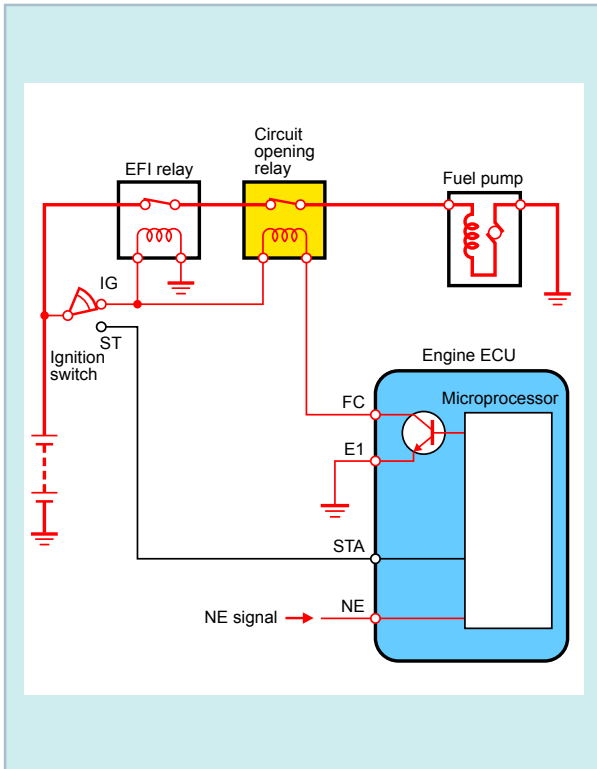 Circuit
opening
relay
EFI relay
Fuel pump
IG
ST
Ignition
switch
Engine ECU
Microprocessor
FC
E1
STA
NE
NE signal